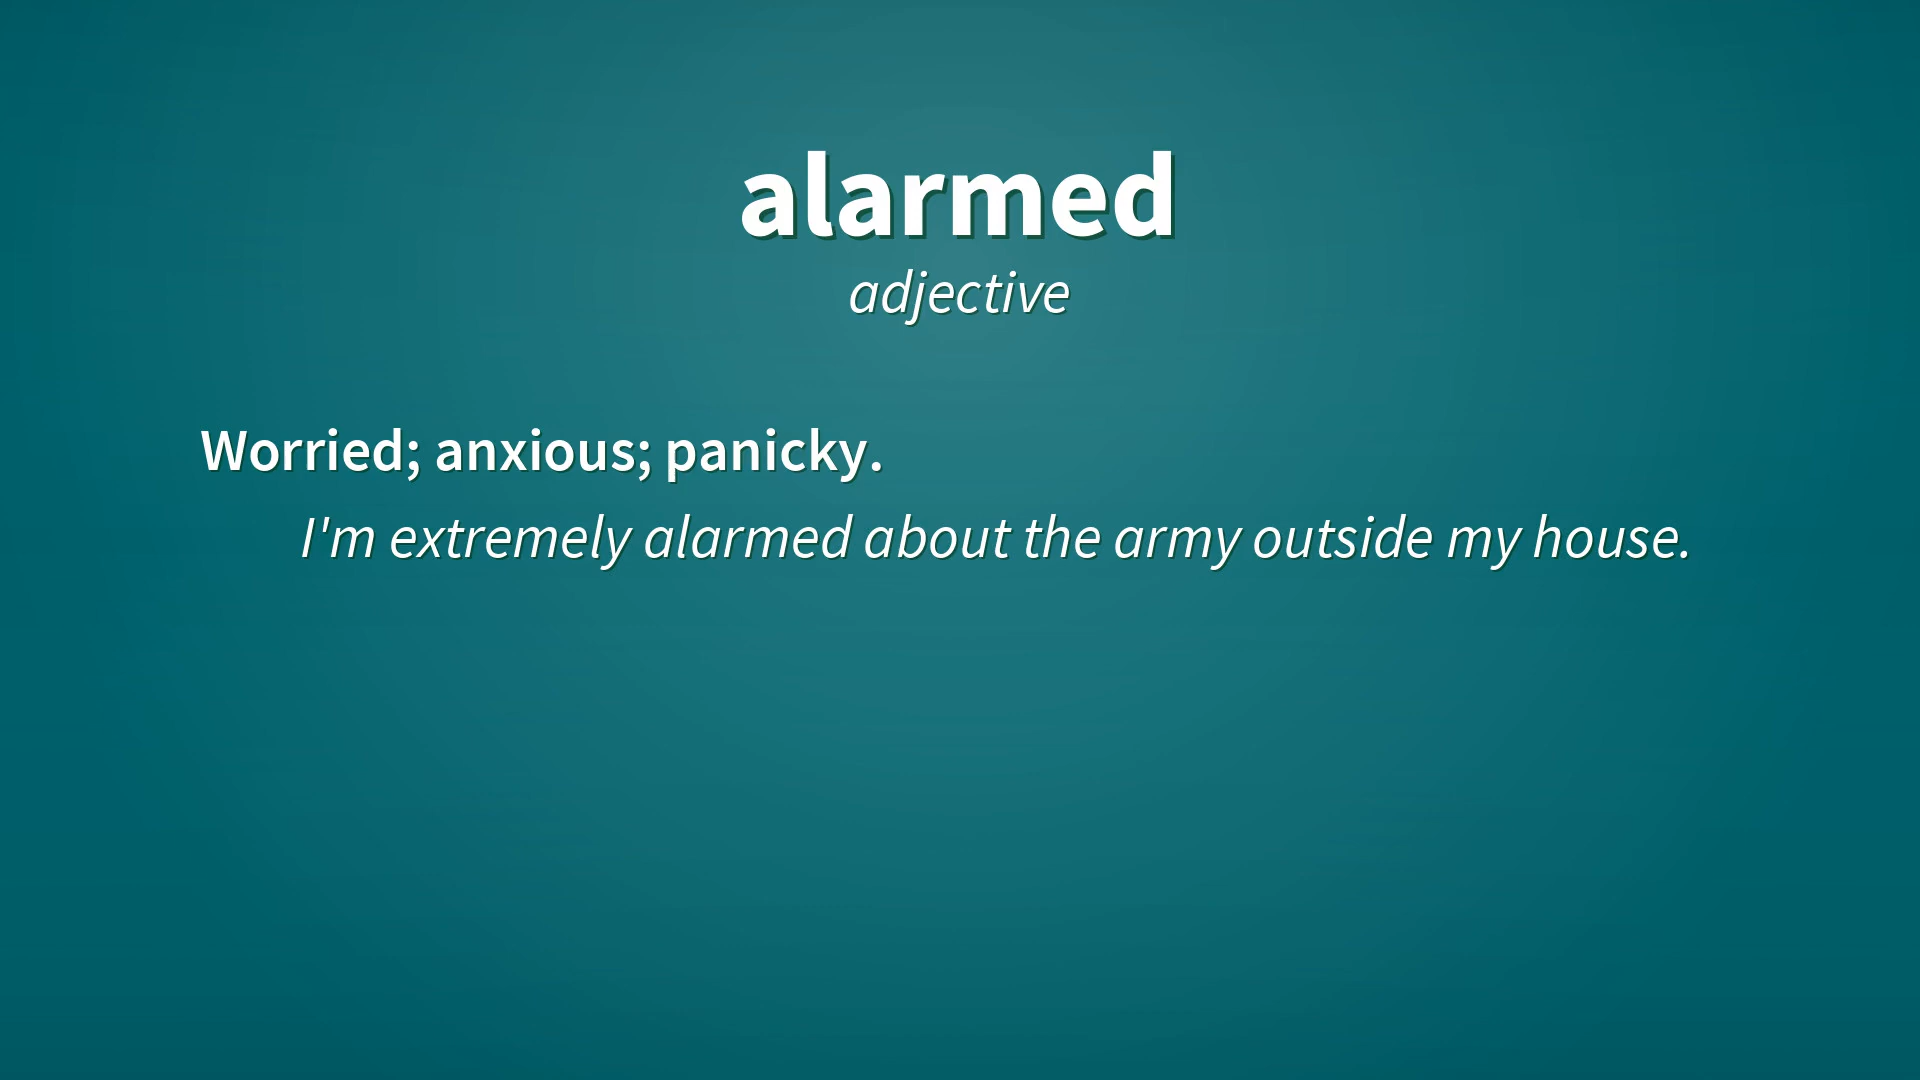 alarmed
adjective
Worried; anxious; panicky.
I'm extremely alarmed about the army outside my house.